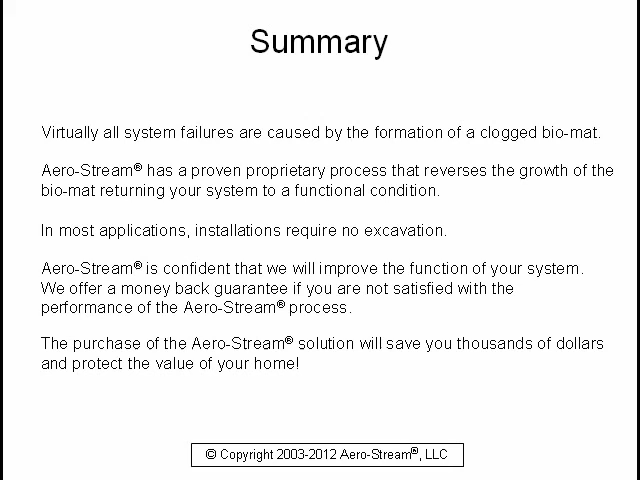 Summary
Virtually all system failures are caused by the formation of a clogged bio-mat.
Aero-Stream® has a proven proprietary process that reverses the growth of the
bio-mat returning your system to a functional condition.
In most applications, installations require no excavation.
Aero-Stream® is confident that we will improve the function of your system.
We offer a money back guarantee if you are not satisfied with the
performance of the Aero-Stream® process.
The purchase of the Aero-Stream® solution will save you thousands of dollars
and protect the value of your home!
© Copyright 2003-2012 Aero-Stream®, LLC